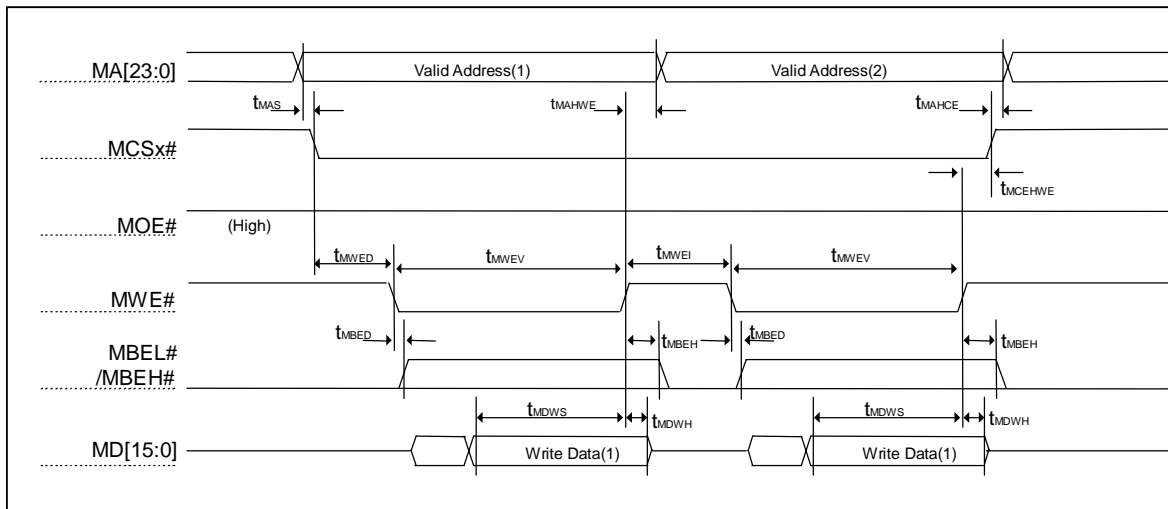 MA[23:0] Valid Address(1) Valid Address(2)
tMAS tMAHWE tMAHCE
MCSx#
tMCEHWE
MOE# (High)
tMWED tMWEV tMWEI tMWEV
MWE#
tMBED tMBEH tMBED tMBEH
MBEL#
/MBEH#
tMDWS tMDWH tMDWS tMDWH
MD[15:0] Write Data(1) Write Data(1)